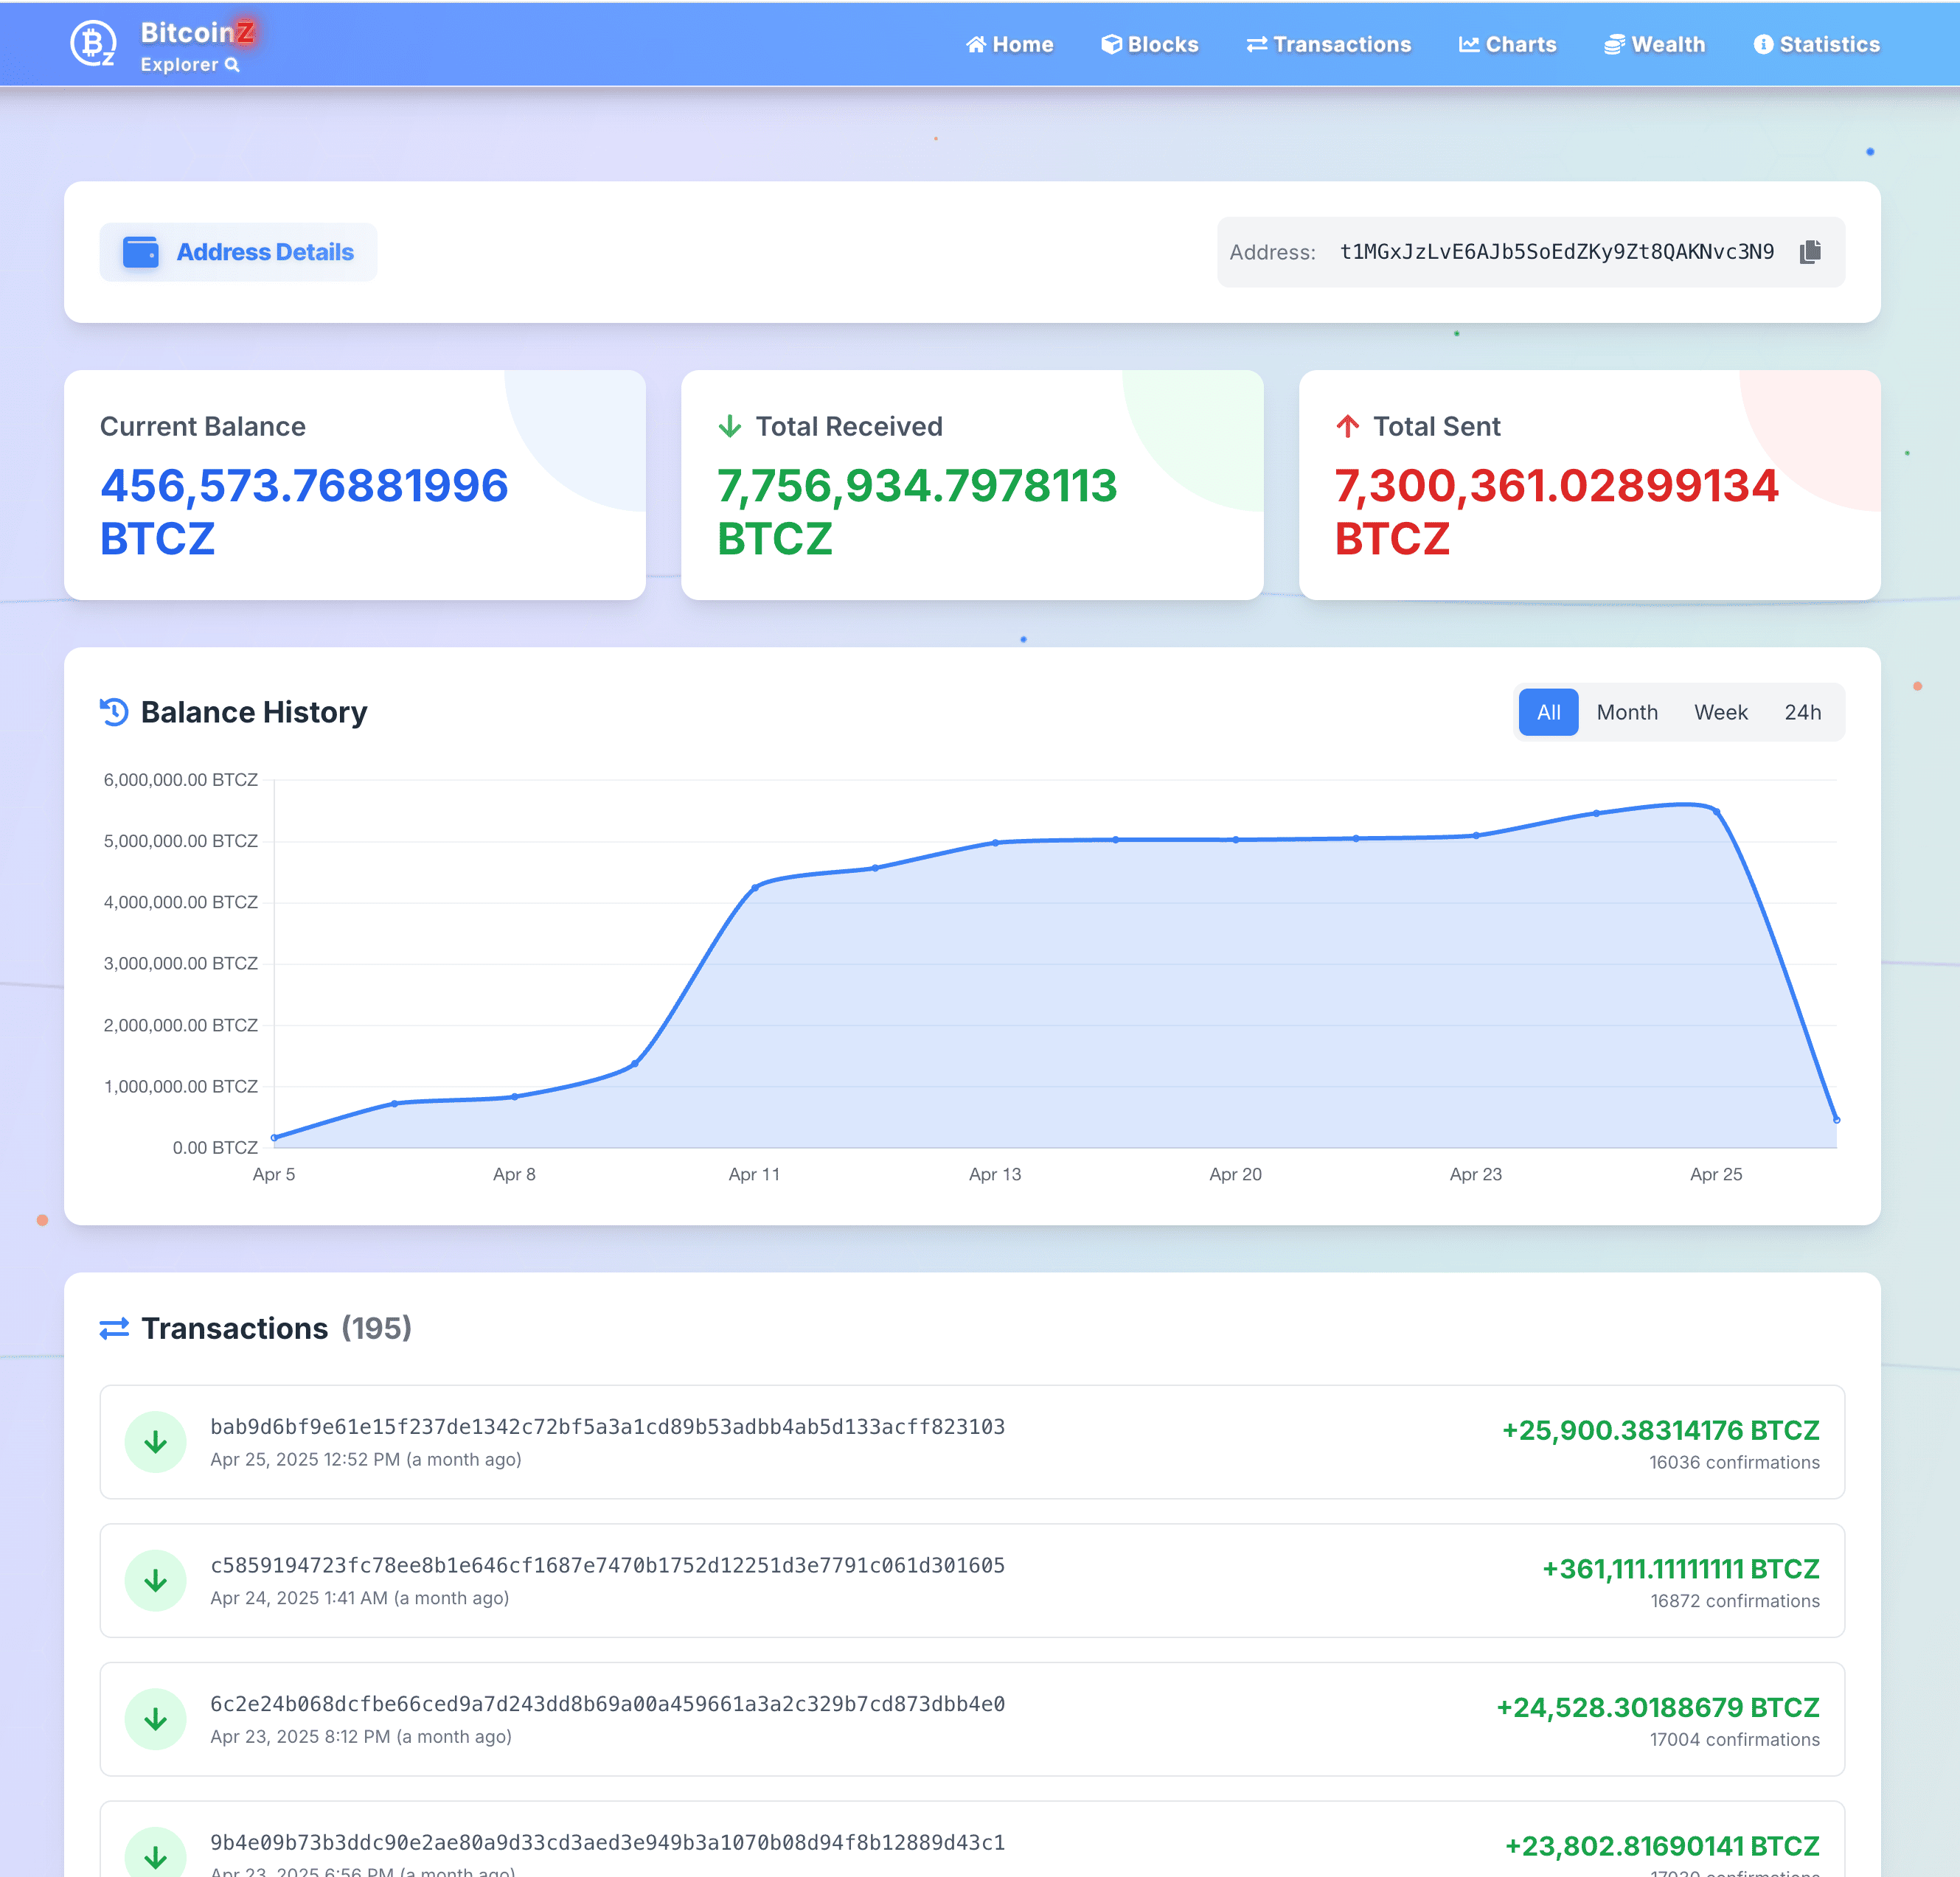 BitcoinZ
Explorer
Home
Blocks
Transactions
Charts
Wealth
Statistics
Address Details
Address: t1MGxJzLvE6AJb5SoEdZKy9Zt8QAKNvc3N9
Current Balance
456,573.76881996
BTCZ
Total Received
7,756,934.7978113
BTCZ
Total Sent
7,300,361.02899134
BTCZ
Balance History
All
Month
Week
24h
6,000,000.00 BTCZ
5,000,000.00 BTCZ
4,000,000.00 BTCZ
3,000,000.00 BTCZ
2,000,000.00 BTCZ
1,000,000.00 BTCZ
0.00 BTCZ
Apr 5
Apr 8
Apr 11
Apr 13
Apr 20
Apr 23
Apr 25
Transactions (195)
bab9d6bf9e61e15f237de1342c72bf5a3a1cd89b53adbb4ab5d133acff823103
Apr 25, 2025 12:52 PM (a month ago)
+25,900.38314176 BTCZ
16036 confirmations
c5859194723fc78ee8b1e646cf1687e7470b1752d12251d3e7791c061d301605
Apr 24, 2025 1:41 AM (a month ago)
+361,111.11111111 BTCZ
16872 confirmations
6c2e24b068dcfbe66ced9a7d243dd8b69a00a459661a3a2c329b7cd873dbb4e0
Apr 23, 2025 8:12 PM (a month ago)
+24,528.30188679 BTCZ
17004 confirmations
9b4e09b73b3ddc90e2ae80a9d33cd3aed3e949b3a1070b08d94f8b12889d43c1
Apr 23, 2025 6:56 PM (a month ago)
+23,802.81690141 BTCZ
confirmations